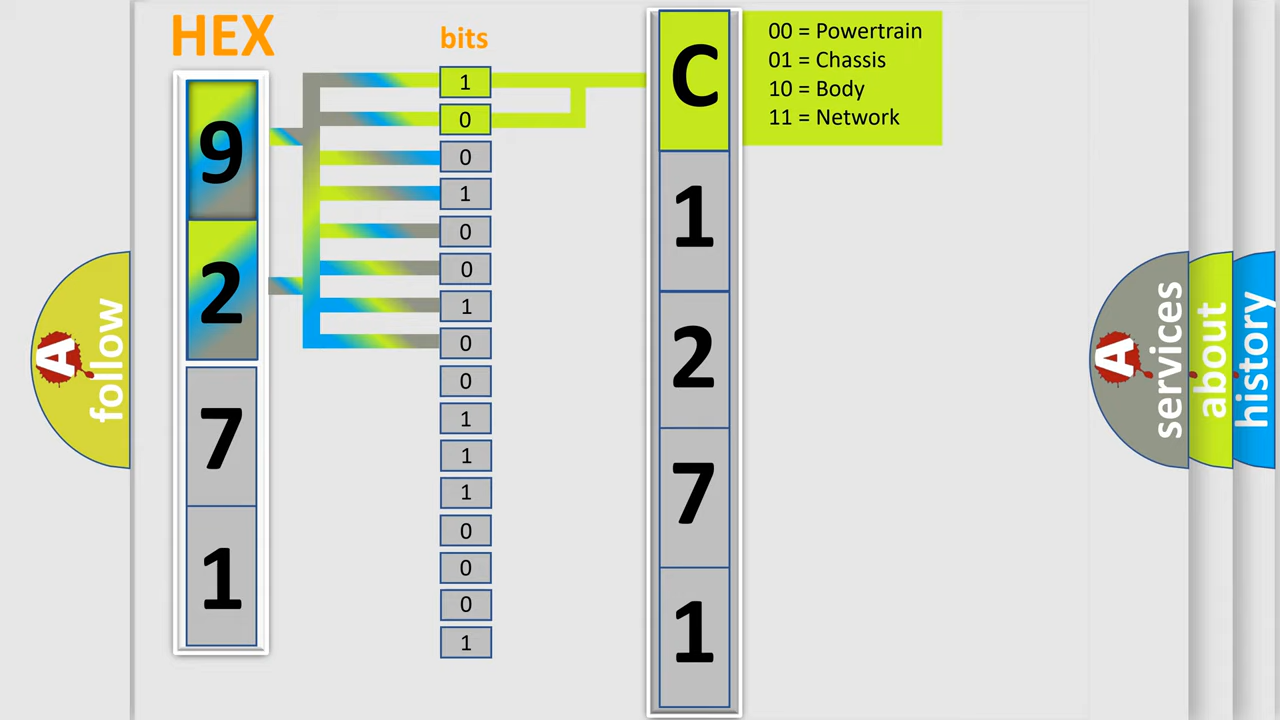 HEX
bits
9
2
7
1
1
0
0
1
0
0
1
0
0
1
1
1
0
0
0
1
C
1
2
7
1
00 = Powertrain
01 = Chassis
10 = Body
11 = Network
A
follow
A
services
about
history